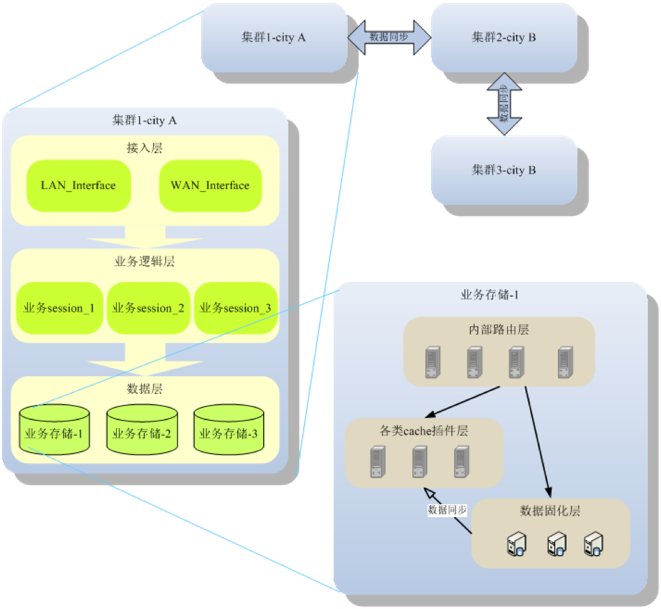 集群1-city A
数据同步
集群2-city B
数据同步
集群3-city B
集群1-city A
接入层
LAN_Interface
WAN_Interface
业务逻辑层
业务session_1
业务session_2
业务session_3
数据层
业务存储-1
业务存储-2
业务存储-3
业务存储-1
内部路由层
各类cache插件层
数据同步
数据固化层